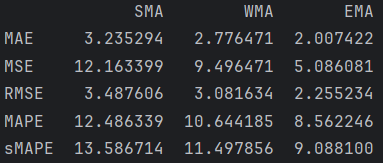 SMA WMA EMA
MAE 3.235294 2.776471 2.007422
MSE 12.163399 9.496471 5.086081
RMSE 3.487606 3.081634 2.255234
MAPE 12.486339 10.644185 8.562246
sMAPE 13.586714 11.497856 9.088100